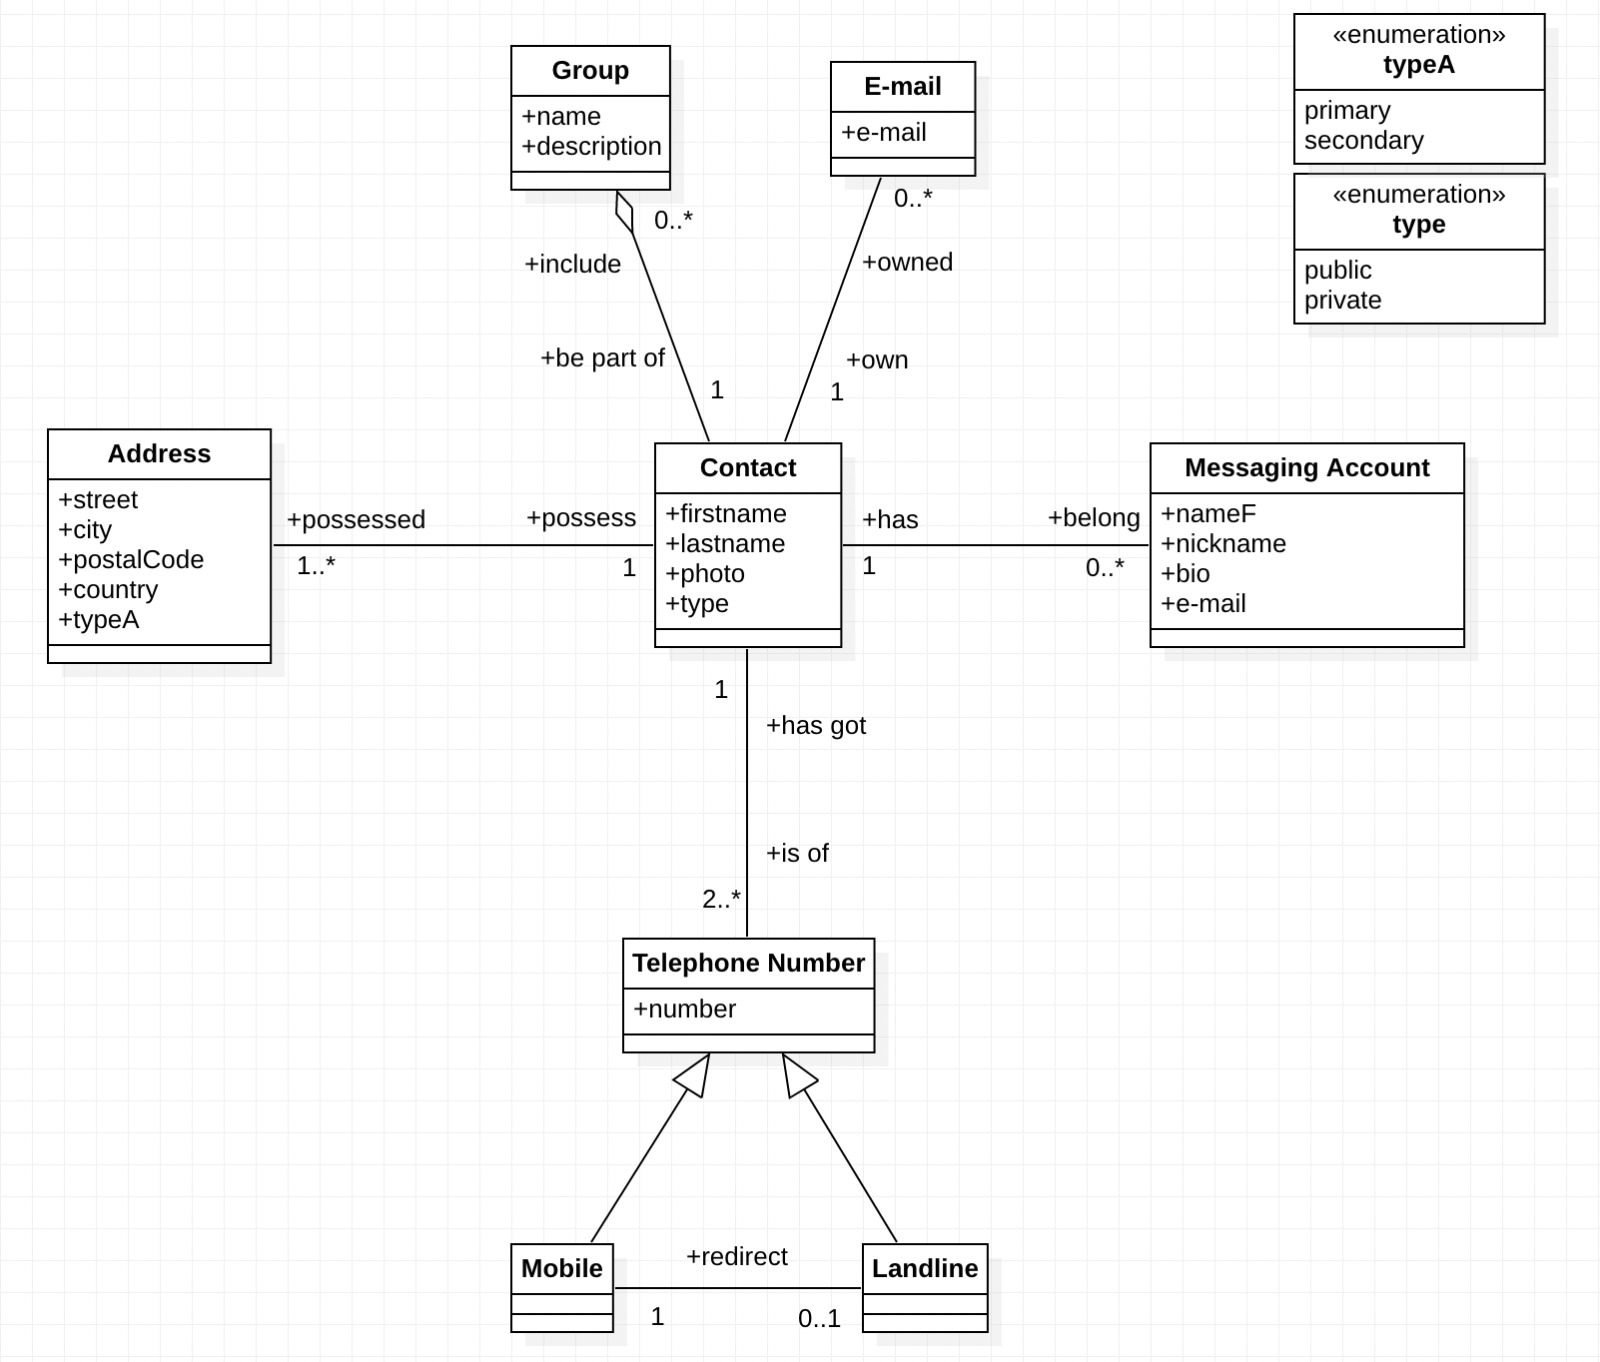 Group
+name
+description
E-mail
+e-mail
«enumeration»
typeA
primary
secondary
«enumeration»
type
public
private
0..*
+include
+be part of
1
0..*
+owned
+own
1
Address
+street
+city
+postalCode
+country
+typeA
+possessed
1..*
+possess
1
Contact
+firstname
+lastname
+photo
+type
+has
1
+belong
0..*
Messaging Account
+nameF
+nickname
+bio
+e-mail
1
+has got
+is of
2..*
Telephone Number
+number
Mobile
+redirect
1
0..1
Landline